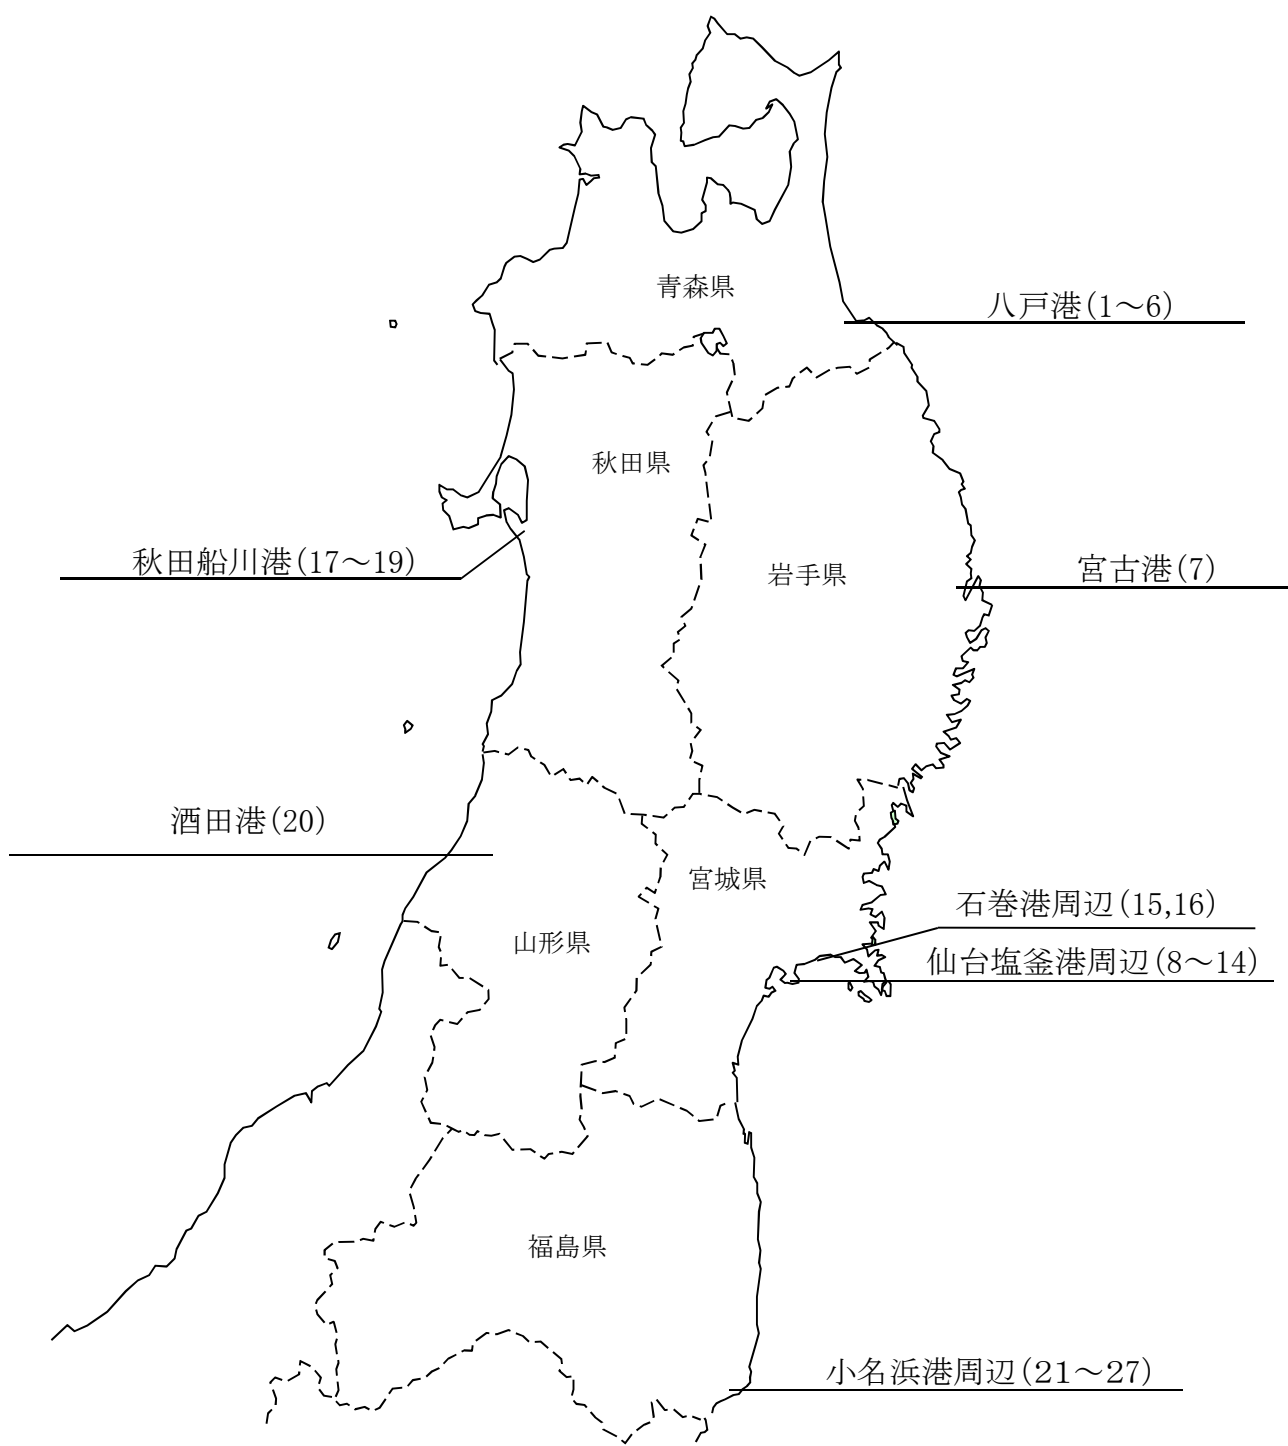 青森県
八戸港(1～6)
秋田県
秋田船川港(17～19)
岩手県
宮古港(7)
酒田港(20)
宮城県
石巻港周辺(15,16)
山形県
仙台塩釜港周辺(8～14)
福島県
小名浜港周辺(21～27)